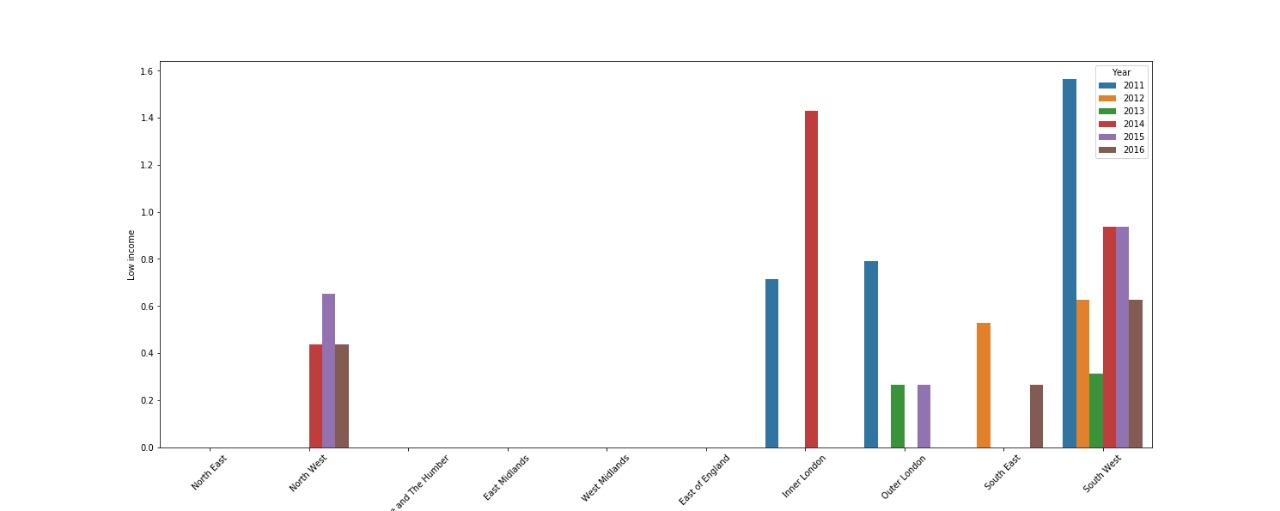 1.6
1.4
1.2
1.0
0.8
0.6
0.4
0.2
0.0
Low income
Year
2011
2012
2013
2014
2015
2016
North East
North West
and The Humber
East Midlands
West Midlands
East of England
Inner London
Outer London
South East
South West